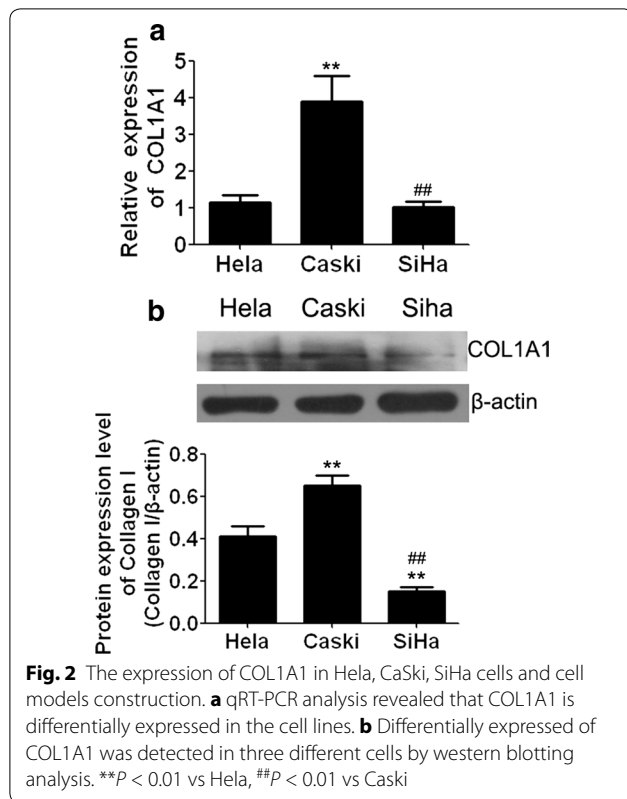 a
Relative expression
of COL1A1
5
4
3
2
1
0
**
##
Hela Caski SiHa
b
Hela Caski Siha
COL1A1
β-actin
Protein expression level
of Collagen I
(Collagen I/β-actin)
0.8
0.6
0.4
0.2
0.0
**
##
**
Hela Caski SiHa
Fig. 2 The expression of COL1A1 in Hela, CaSki, SiHa cells and cell
models construction. a qRT-PCR analysis revealed that COL1A1 is
differentially expressed in the cell lines. b Differentially expressed of
COL1A1 was detected in three different cells by western blotting
analysis. **P < 0.01 vs Hela, ##P < 0.01 vs Caski